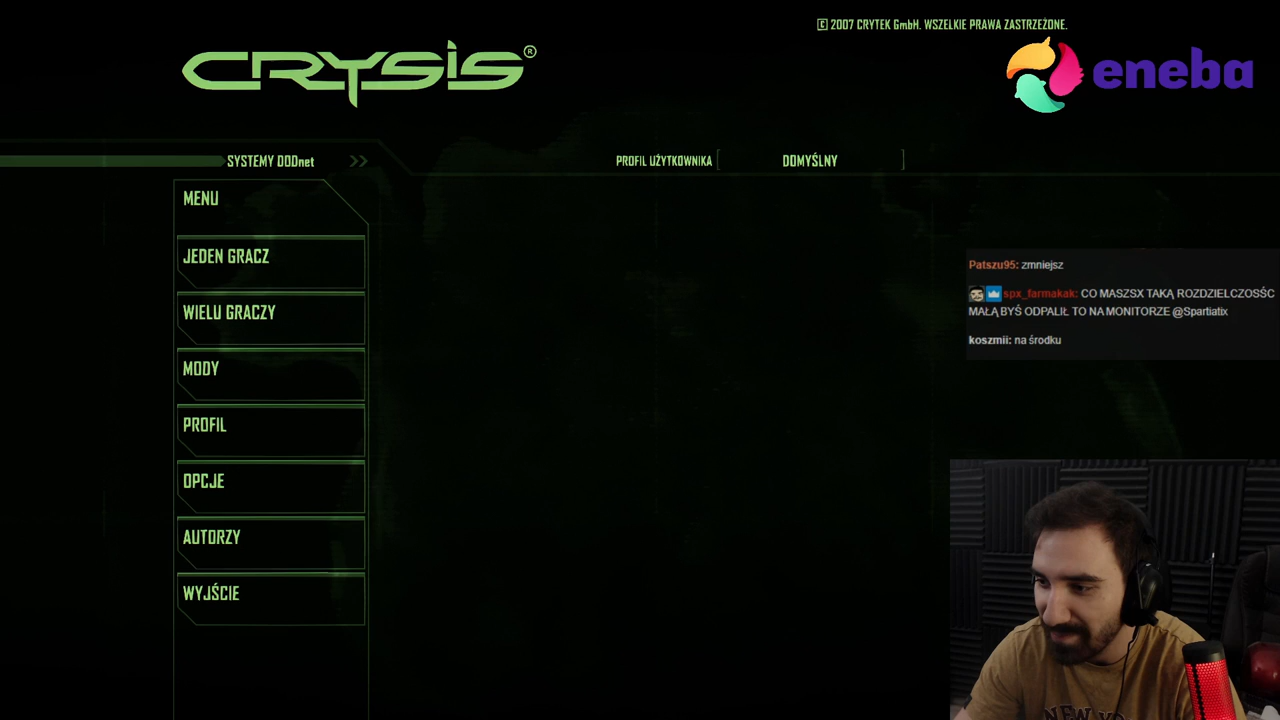 © 2007 CRYTEK GmbH. WSZELKIE PRAWA ZASTRZEŻONE.
CRYSIS®
eneba
SYSTEMY DODnet
PROFIL UŻYTKOWNIKA
DOMYŚLNY
MENU
JEDEN GRACZ
WIELU GRACZY
MODY
PROFIL
OPCJE
AUTORZY
WYJŚCIE
Patszu95: zmniejsz
spx_farmakak: CO MASZSX TAKĄ ROZDZIELCZOSŚC
MAŁĄ BYŚ ODPALIŁ TO NA MONITORZE @Spartiatix
koszmii: na środku
NEW YO